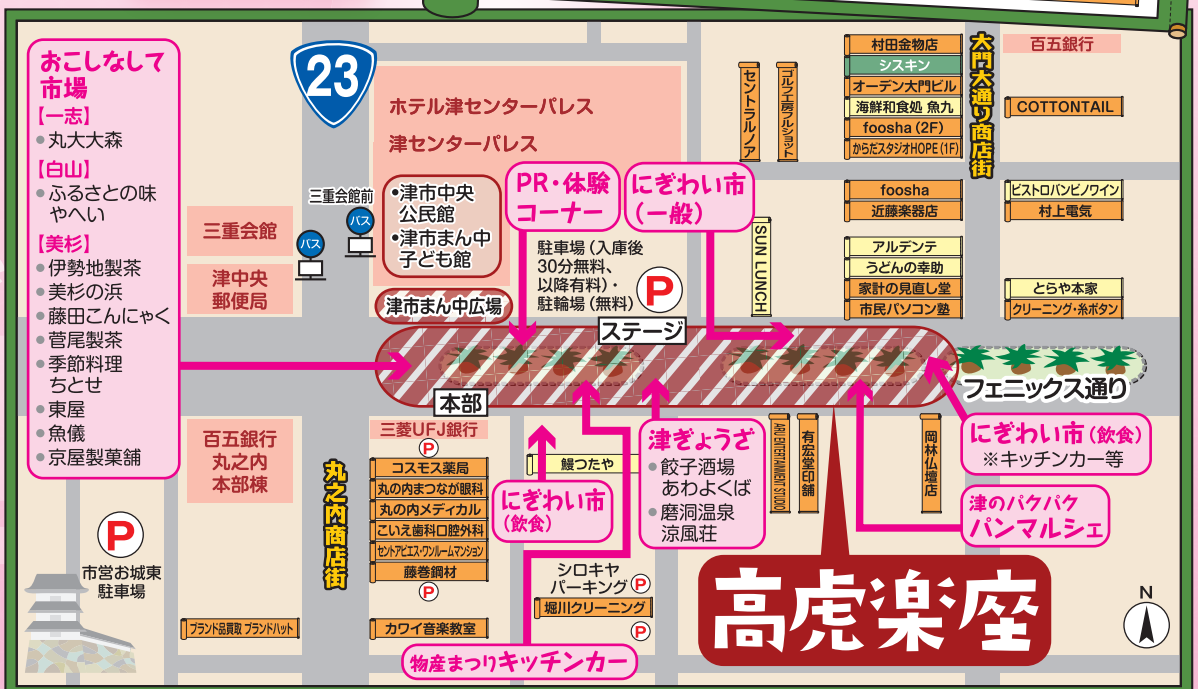 おこしなして
市場
【一志】
●丸大大森
【白山】
●ふるさとの味
やへい
【美杉】
●伊勢地製茶
●美杉の浜
●藤田こんにゃく
●菅尾製茶
●季節料理
ちとせ
●東屋
●魚儀
●京屋製菓舗
23
ホテル津センターパレス
津センターパレス
三重会館前
バス
バス
三重会館
津中央
郵便局
•津市中央
公民館
•津市まん中
子ども館
津市まん中広場
PR・体験
コーナー
にぎわい市
(一般)
駐車場(入庫後
30分無料、
以降有料)・
駐輪場(無料)
P
ステージ
セントラルノア
ゴルフ工房フルショット
SUN LUNCH
村田金物店
シスキン
オーデン大門ビル
海鮮和食処 魚九
foosha(2F)
からだスタジオHOPE(1F)
foosha
近藤楽器店
アルデンテ
うどんの幸助
家計の見直し堂
市民パソコン塾
大門大通り商店街
百五銀行
COTTONTAIL
ビストロバンビノワイン
村上電気
とらや本家
クリーニング・糸ボタン
フェニックス通り
本部
百五銀行
丸之内
本部棟
P
市営お城東
駐車場
ブランド品買取 ブランドハット
丸之内商店街
三菱UFJ銀行
P
コスモス薬局
丸の内まつなが眼科
丸の内メディカル
こいえ歯科口腔外科
セントアビエス・ワンルームマンション
藤巻鋼材
P
カワイ音楽教室
鰻つたや
にぎわい市
(飲食)
津ぎょうざ
●餃子酒場
あわよくば
●磨洞温泉
涼風荘
シロキヤ
パーキング P
堀川クリーニング
P
物産まつりキッチンカー
ARU ENTERTAINMENT STUDIO
有宏堂印舗
岡林仏壇店
にぎわい市(飲食)
※キッチンカー等
津のパクパク
パンマルシェ
高虎楽座
N